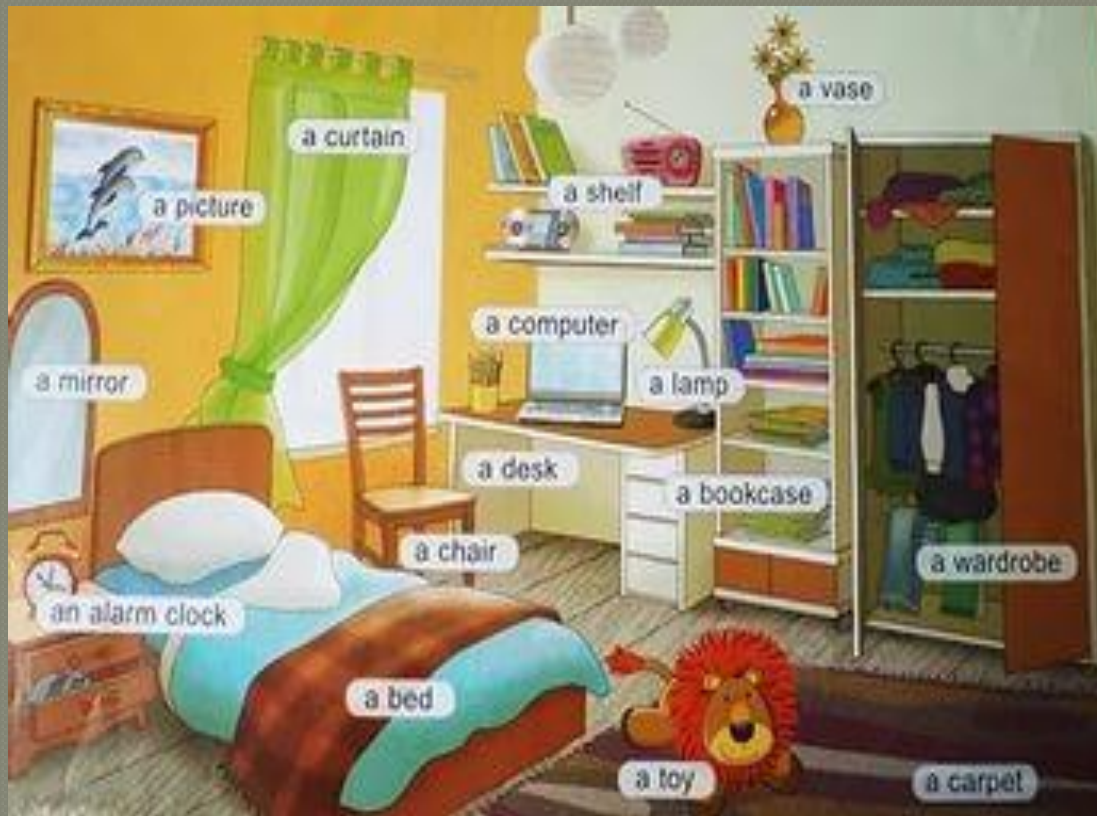 a vase
a curtain
a shelf
a picture
a computer
a mirror
a lamp
a desk
a bookcase
a chair
a wardrobe
an alarm clock
a bed
a toy
a carpet